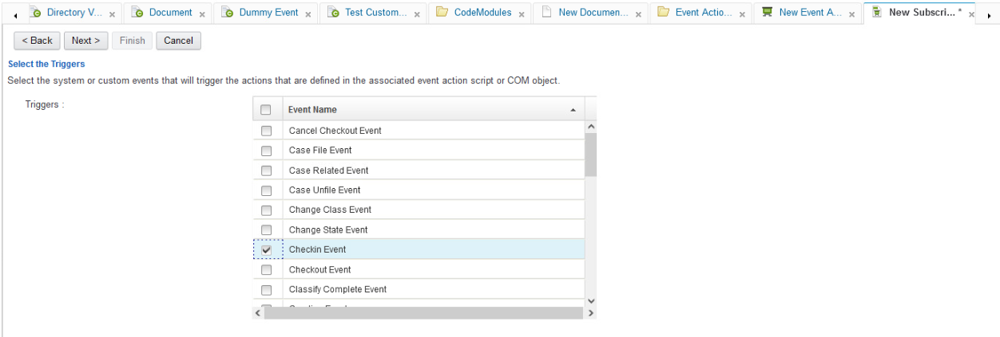 Directory V... x Document x Dummy Event x Test Custom... x CodeModules x New Documen... x Event Actio... x New Event A... x New Subscri... * x
< Back Next > Finish Cancel
Select the Triggers
Select the system or custom events that will trigger the actions that are defined in the associated event action script or COM object.
Triggers :
Event Name
Cancel Checkout Event
Case File Event
Case Related Event
Case Unfile Event
Change Class Event
Change State Event
Checkin Event
Checkout Event
Classify Complete Event